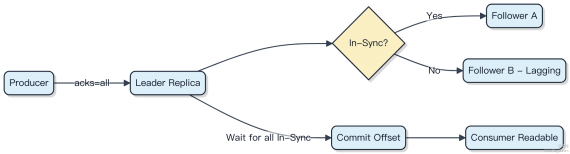 Producer
acks=all
Leader Replica
In-Sync?
Yes
Follower A
No
Follower B - Lagging
Wait for all In-Sync
Commit Offset
Consumer Readable